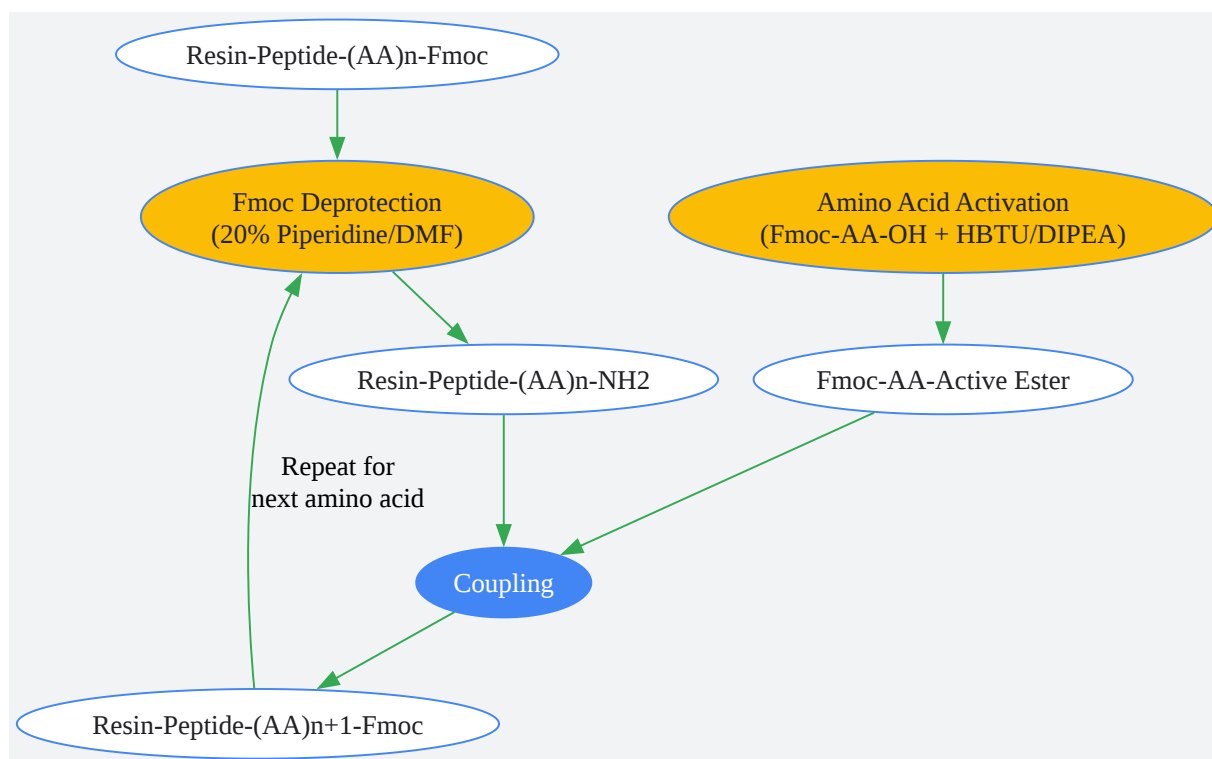 Resin-Peptide-(AA)n-Fmoc
Fmoc Deprotection
(20% Piperidine/DMF)
Amino Acid Activation
(Fmoc-AA-OH + HBTU/DIPEA)
Resin-Peptide-(AA)n-NH2
Fmoc-AA-Active Ester
Repeat for
next amino acid
Coupling
Resin-Peptide-(AA)n+1-Fmoc